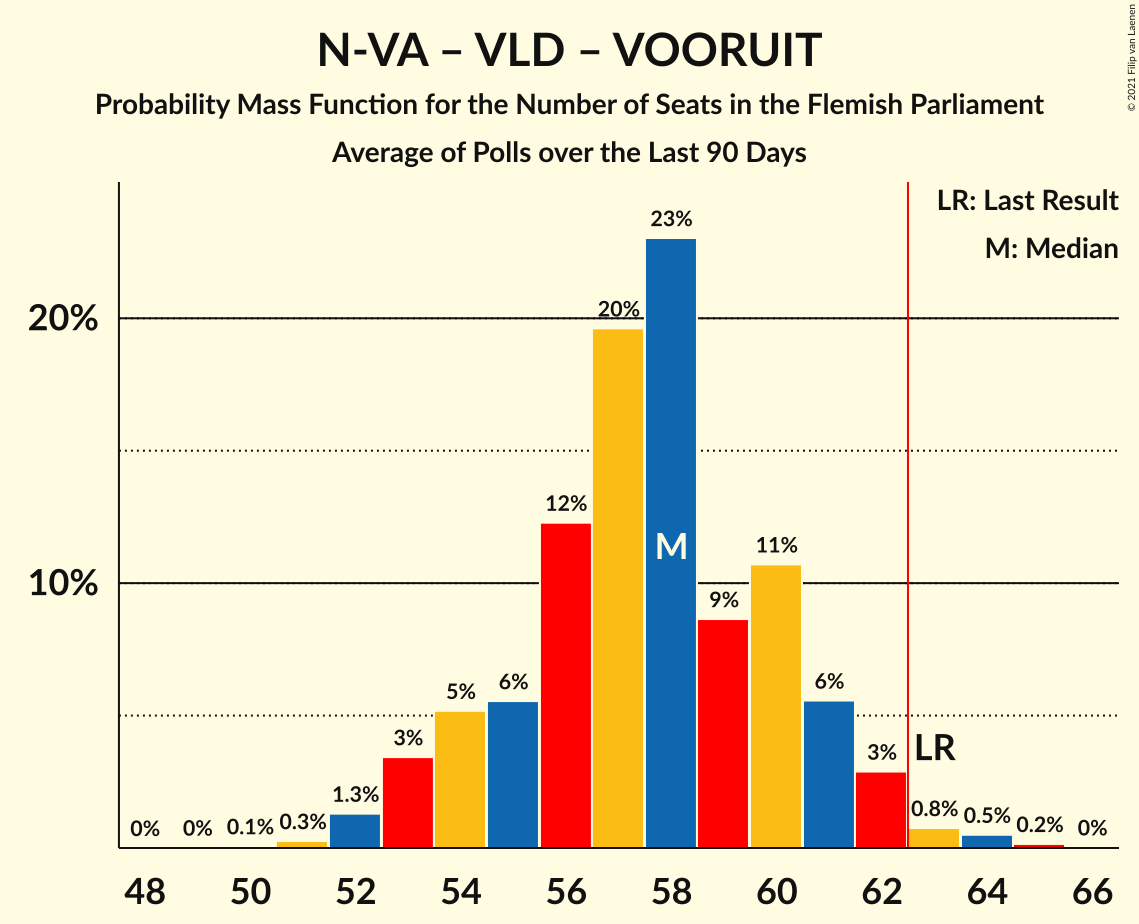 N-VA – VLD – VOORUIT
Probability Mass Function for the Number of Seats in the Flemish Parliament
Average of Polls over the Last 90 Days
© 2021 Filip van Laenen
LR: Last Result
M: Median
20%
10%
0%
0%
0.1%
0.3%
1.3%
3%
5%
6%
12%
20%
23%
9%
11%
6%
3%
0.8%
0.5%
0.2%
0%
M
LR
48 50 52 54 56 58 60 62 64 66